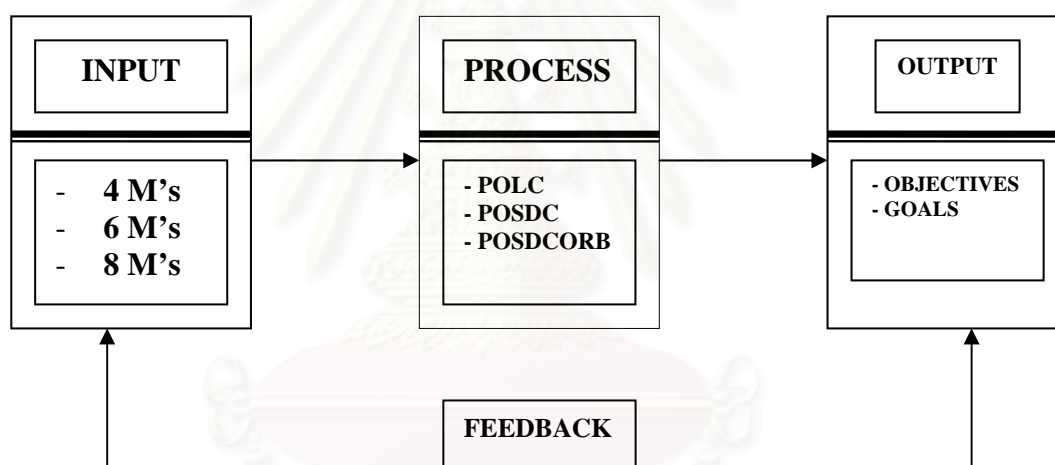 INPUT
- 4 M's
- 6 M's
- 8 M's
PROCESS
- POLC
- POSDC
- POSDCORB
OUTPUT
- OBJECTIVES
- GOALS
FEEDBACK